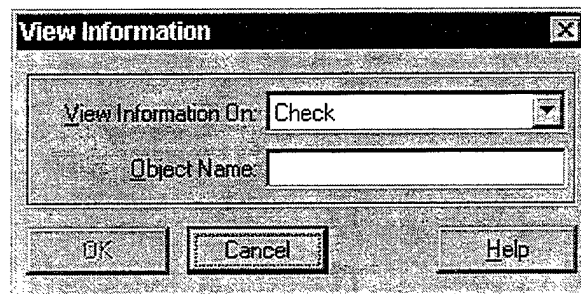 View Information
View Information On: Check
Object Name:
OK Cancel Help